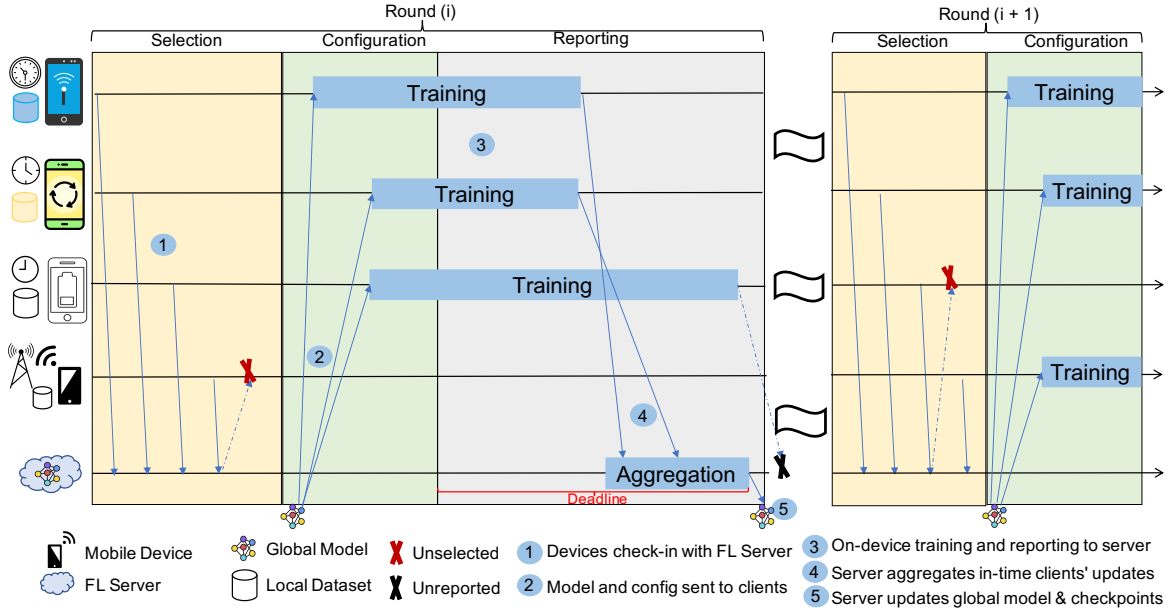 Round (i)
Round (i + 1)
Selection
Configuration
Reporting
Selection
Configuration
Training
Training
3
Training
Training
1
Training
2
Training
4
Aggregation
Deadline
5
Mobile Device
FL Server
Global Model
Local Dataset
Unselected
Unreported
1 Devices check-in with FL Server
2 Model and config sent to clients
3 On-device training and reporting to server
4 Server aggregates in-time clients' updates
5 Server updates global model & checkpoints